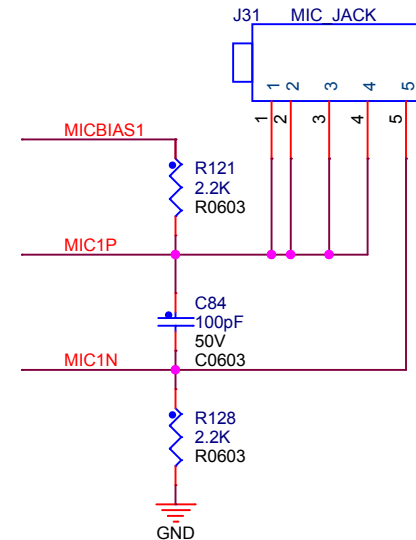 J31 MIC_JACK
1 2 3 4 5
1 2 3 4 5
MICBIAS1
R121
2.2K
R0603
MIC1P
C84
100pF
50V
C0603
MIC1N
R128
2.2K
R0603
GND